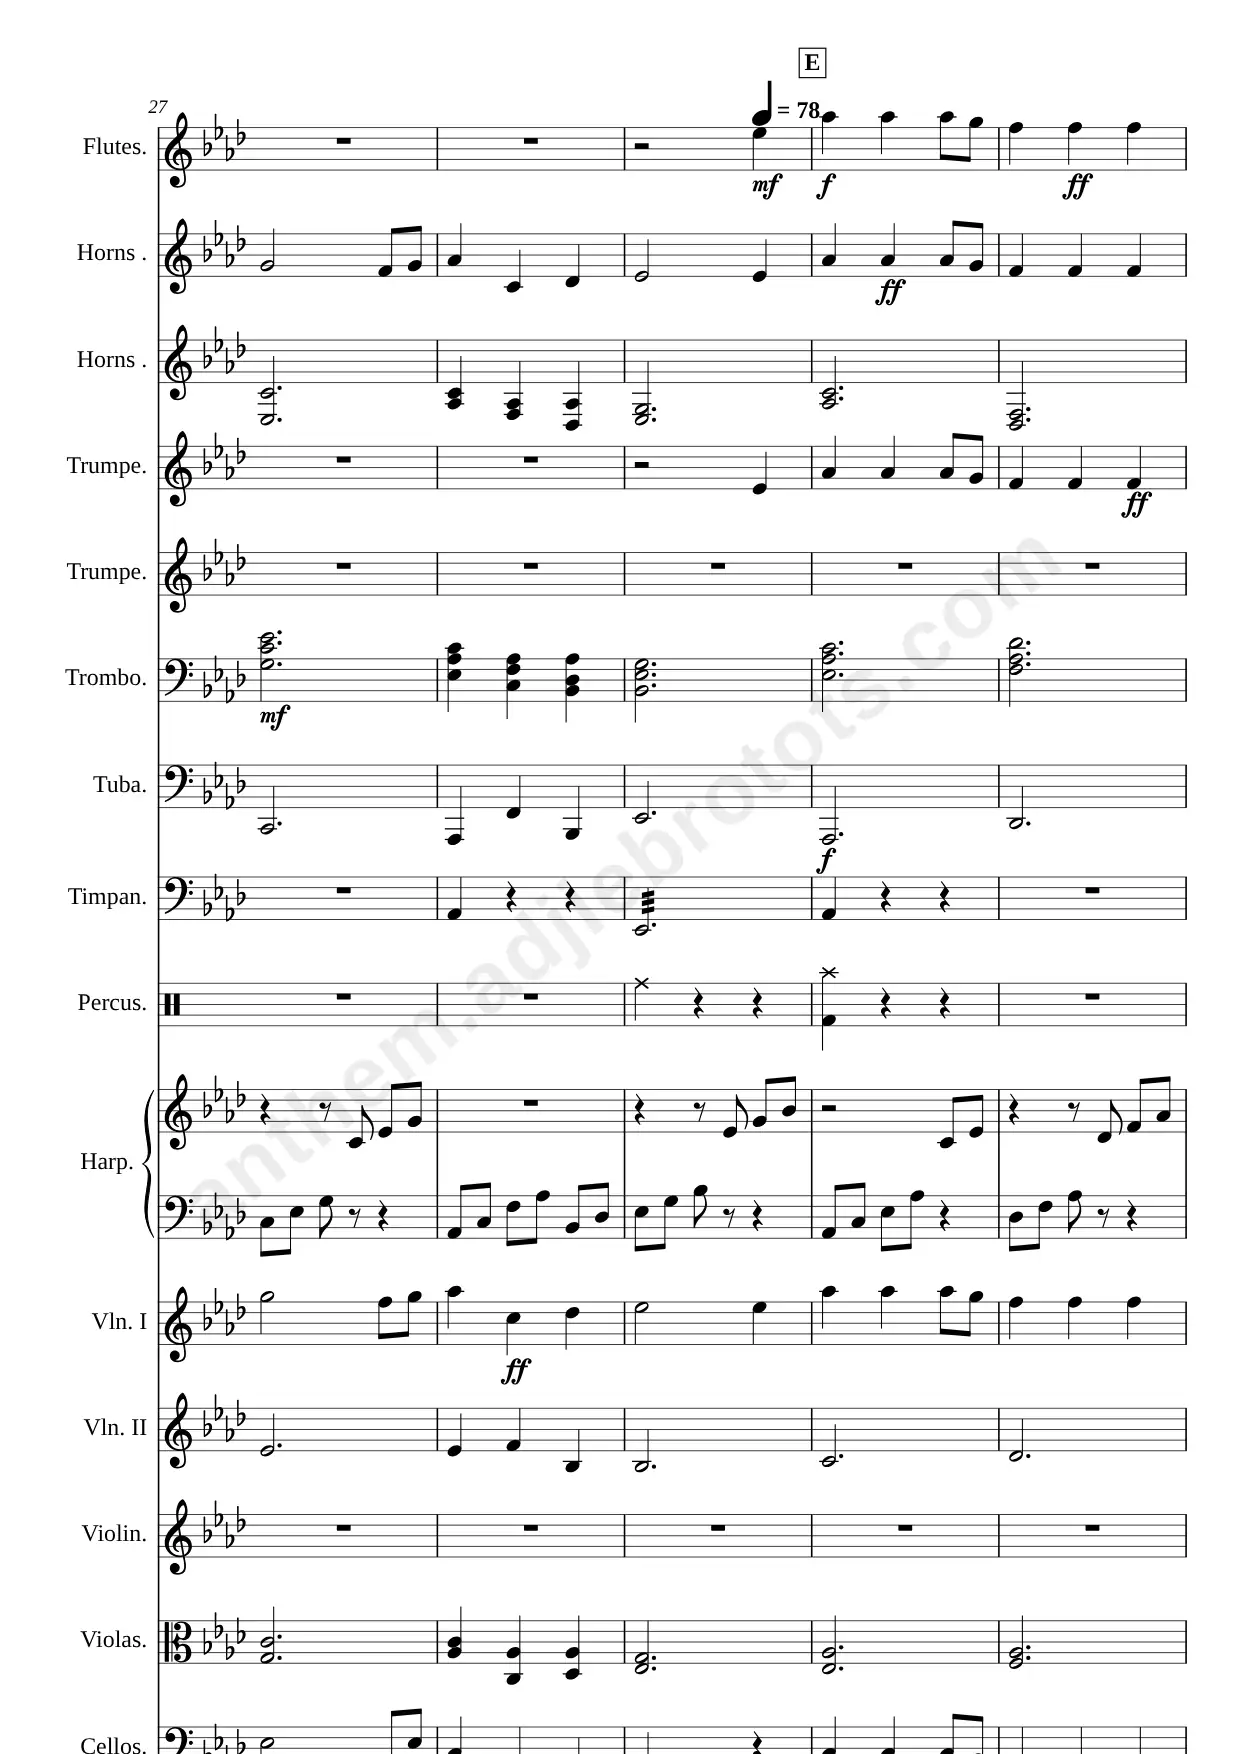 E
= 78
27
Flutes.
mf
f
ff
Horns .
ff
Horns .
Trumpe.
ff
Trumpe.
Trombo.
mf
Tuba.
f
Timpan.
Percus.
Harp.
Vln. I
ff
Vln. II
Violin.
Violas.
Cellos.
anthem.adjiebrotots.com